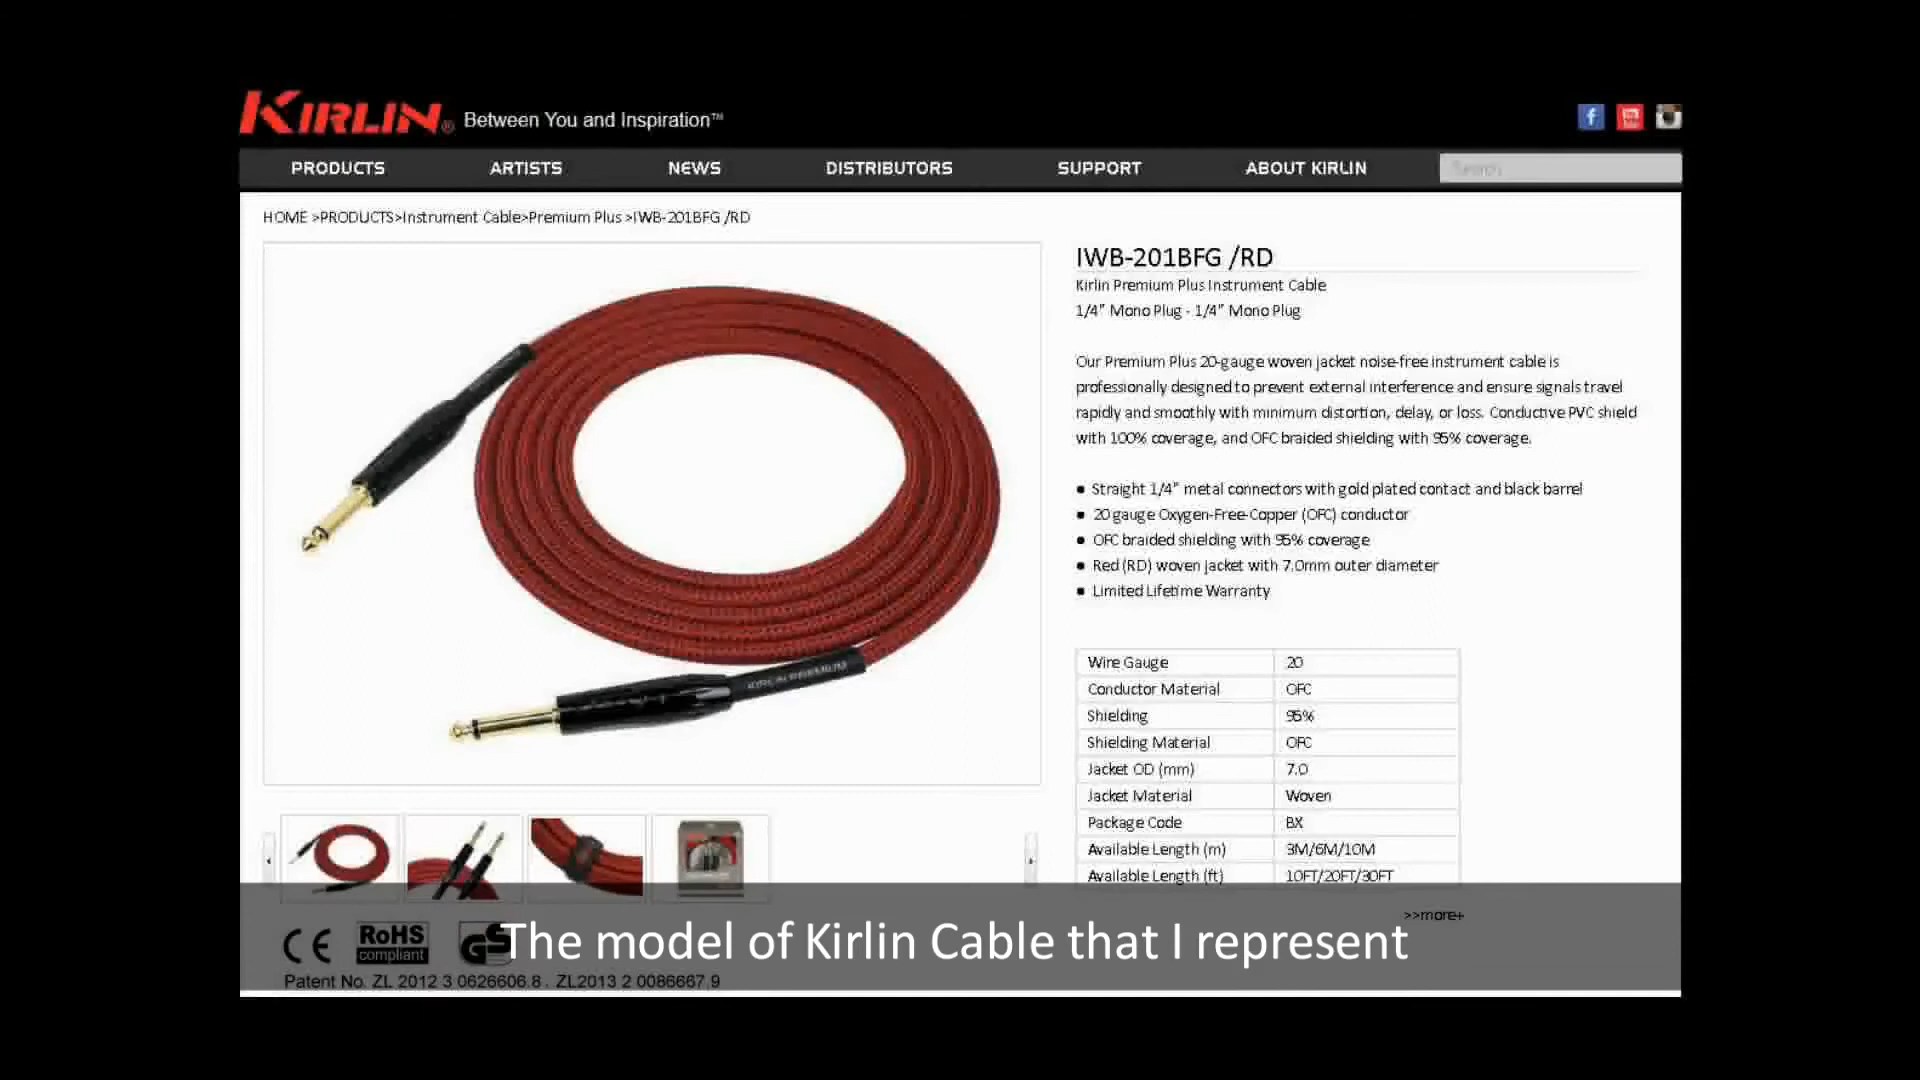 KIRLIN® Between You and Inspiration™
PRODUCTS ARTISTS NEWS DISTRIBUTORS SUPPORT ABOUT KIRLIN Search
HOME >PRODUCTS>Instrument Cable>Premium Plus >IWB-201BFG /RD
IWB-201BFG /RD
Kirlin Premium Plus Instrument Cable
1/4" Mono Plug - 1/4" Mono Plug
Our Premium Plus 20-gauge woven jacket noise-free instrument cable is
professionally designed to prevent external interference and ensure signals travel
rapidly and smoothly with minimum distortion, delay, or loss. Conductive PVC shield
with 100% coverage, and OFC braided shielding with 95% coverage.
● Straight 1/4" metal connectors with gold plated contact and black barrel
● 20 gauge Oxygen-Free-Copper (OFC) conductor
● OFC braided shielding with 95% coverage
● Red (RD) woven jacket with 7.0mm outer diameter
● Limited Lifetime Warranty
KIRLIN PREMIUM
Wire Gauge 20
Conductor Material OFC
Shielding 95%
Shielding Material OFC
Jacket OD (mm) 7.0
Jacket Material Woven
Package Code BX
Available Length (m) 3M/6M/10M
Available Length (ft) 10FT/20FT/30FT
>>more+
CE RoHS compliant GS
The model of Kirlin Cable that I represent
Patent No. ZL 2012 3 0626606.8 . ZL2013 2 0086667.9